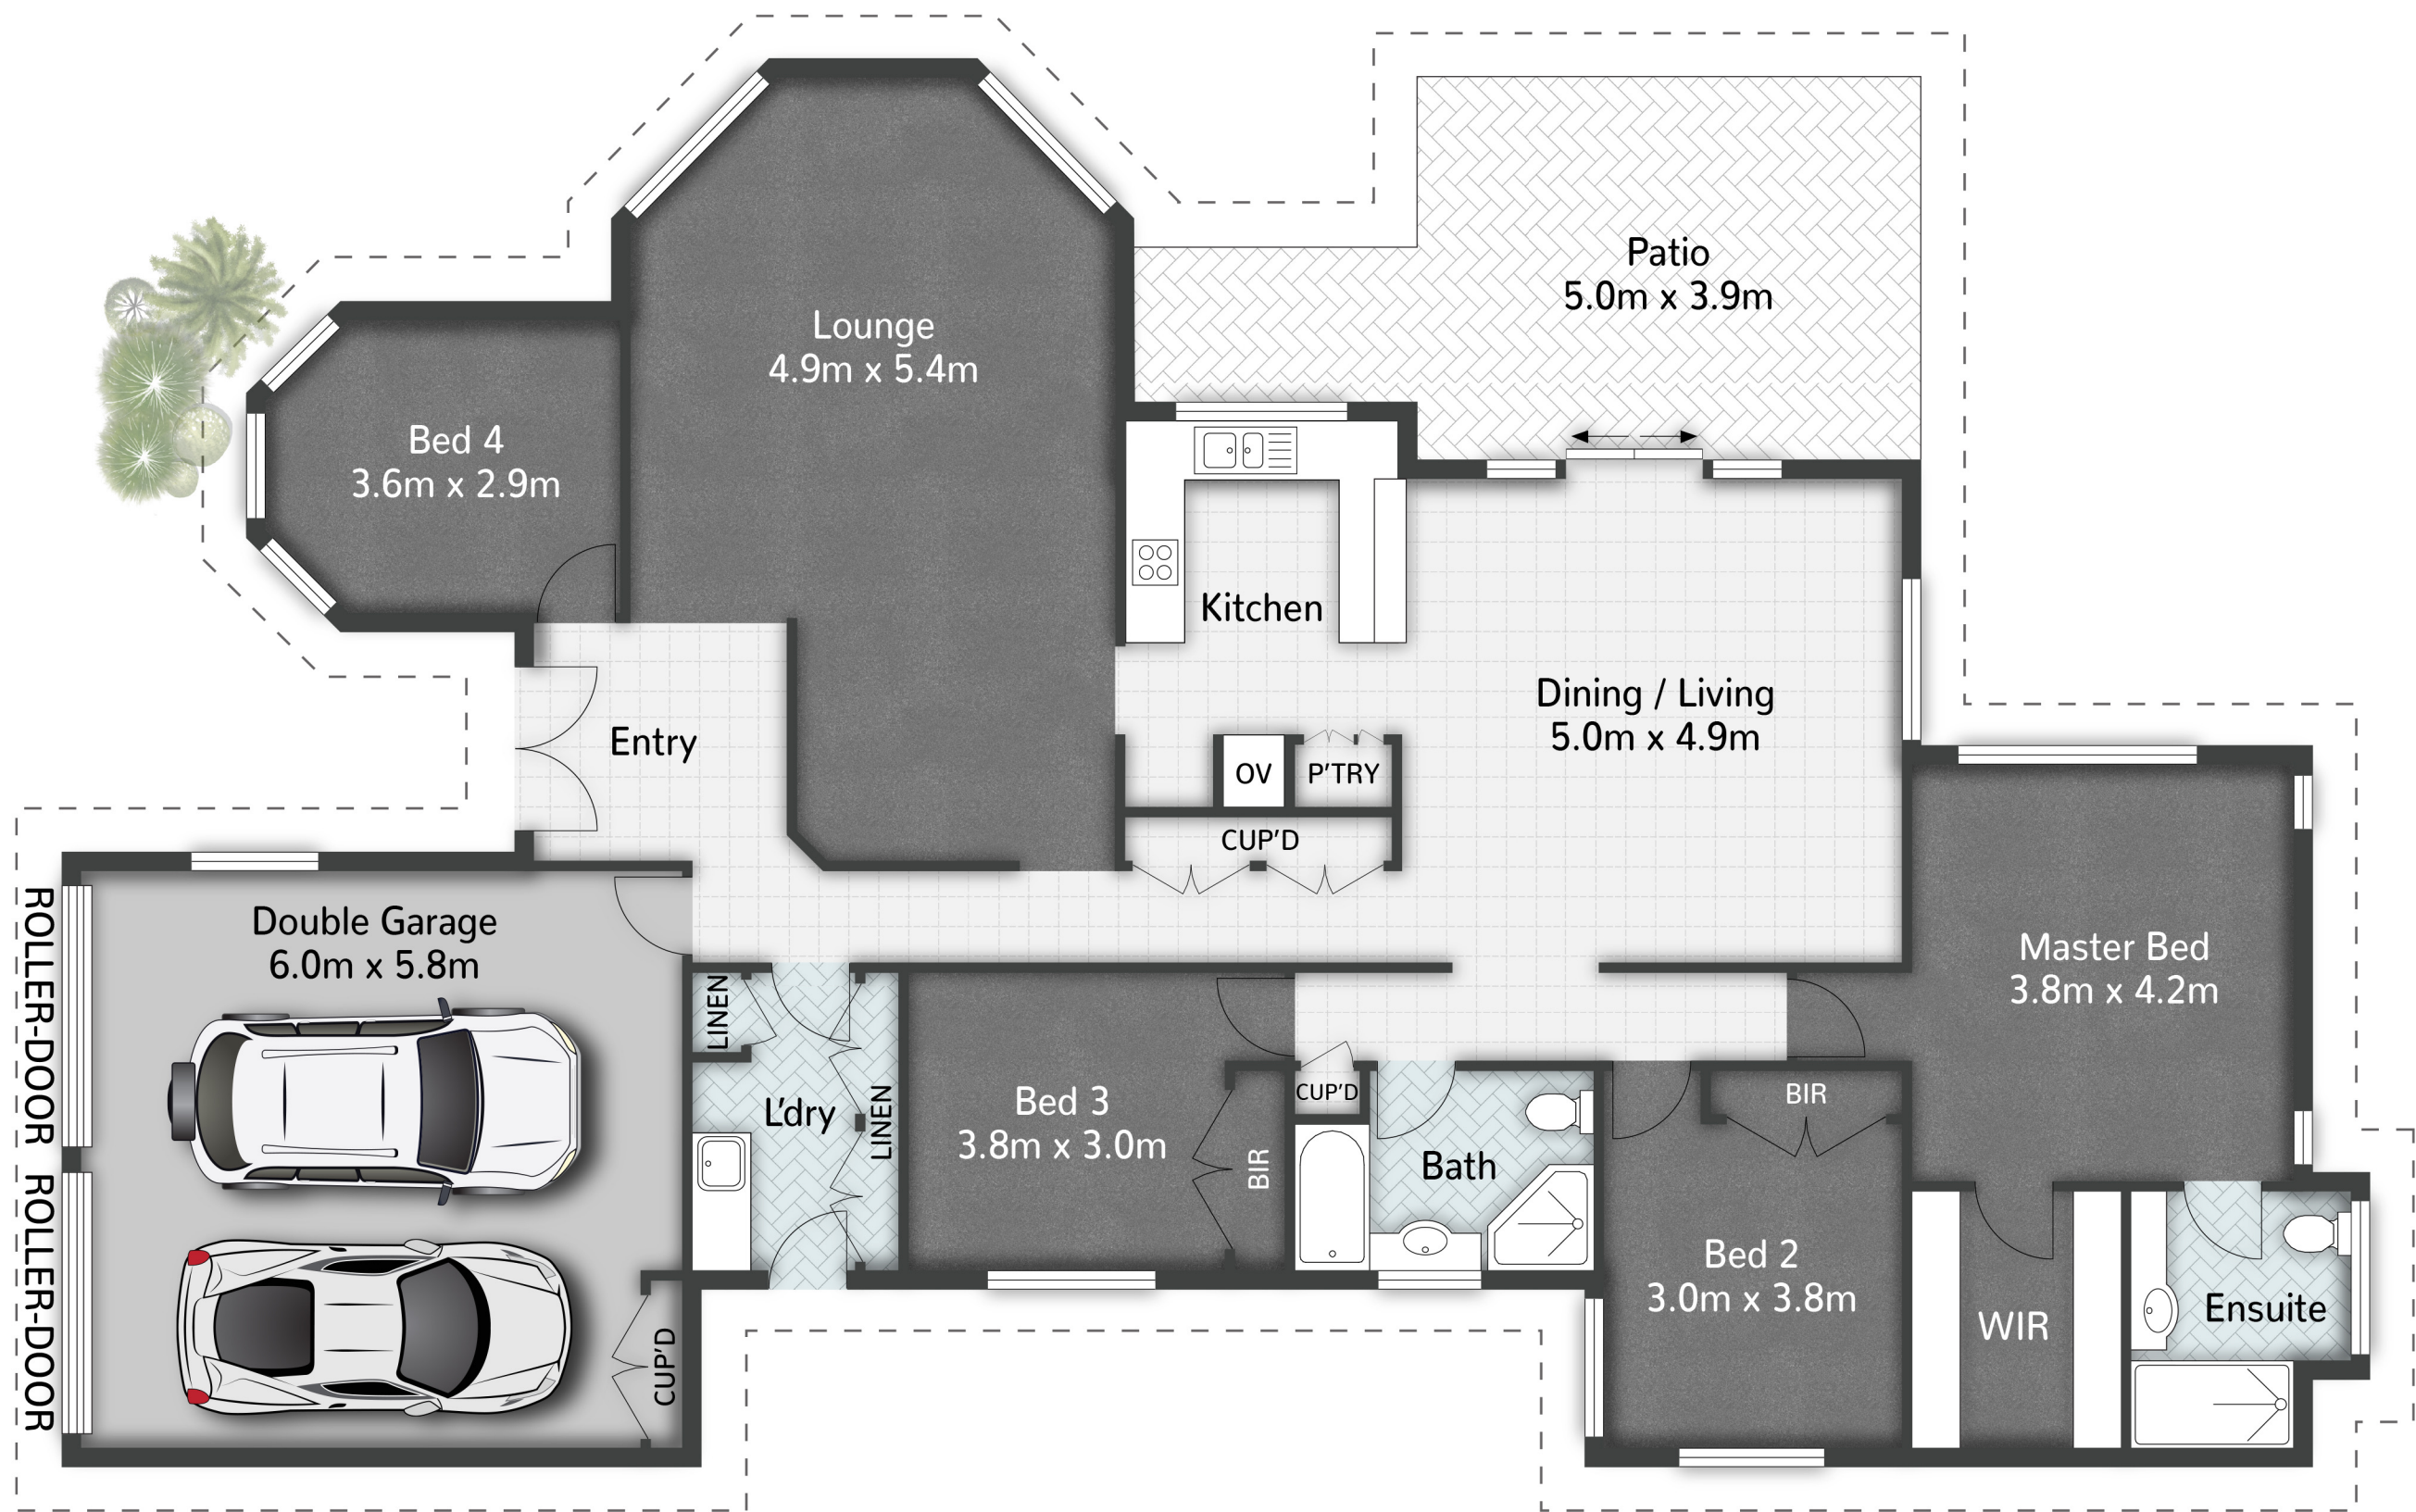 Patio
5.0m x 3.9m
Lounge
4.9m x 5.4m
Bed 4
3.6m x 2.9m
Kitchen
Dining / Living
5.0m x 4.9m
Entry
OV
P'TRY
CUP'D
Double Garage
6.0m x 5.8m
ROLLER-DOOR
ROLLER-DOOR
CUP'D
LINEN
LINEN
L'dry
Bed 3
3.8m x 3.0m
BIR
CUP'D
Bath
BIR
Bed 2
3.0m x 3.8m
Master Bed
3.8m x 4.2m
WIR
Ensuite